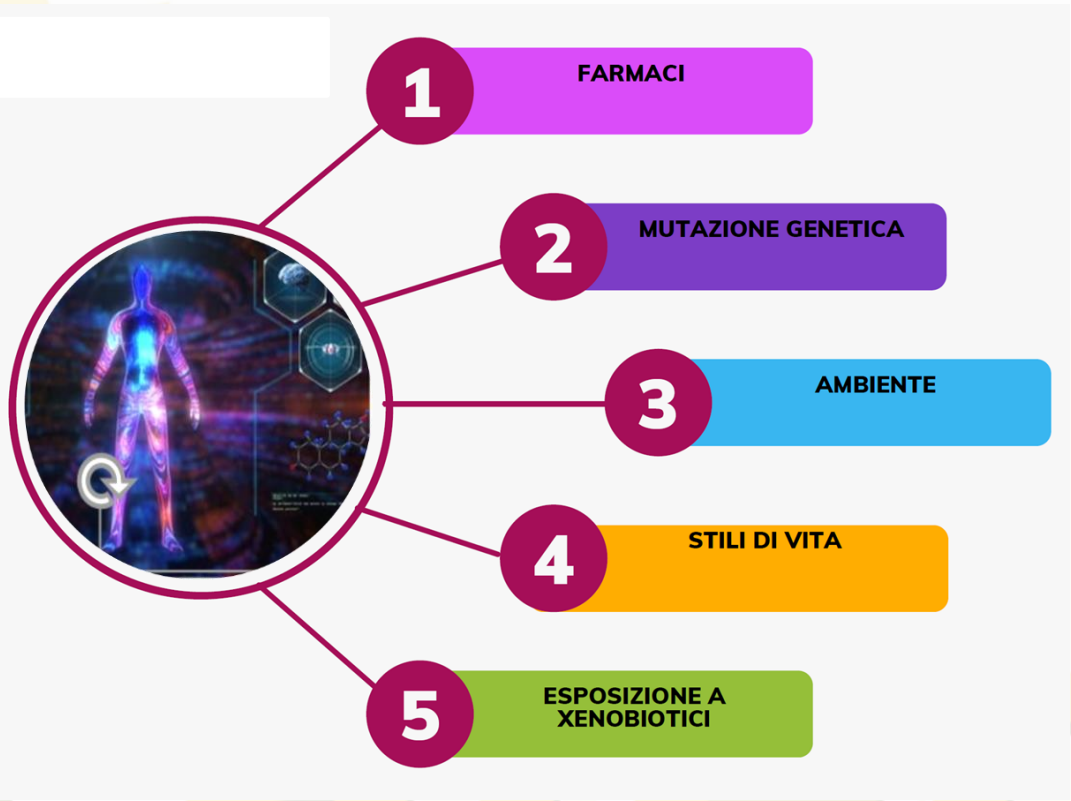 1
FARMACI
2
MUTAZIONE GENETICA
3
AMBIENTE
4
STILI DI VITA
5
ESPOSIZIONE A
XENOBIOTICI